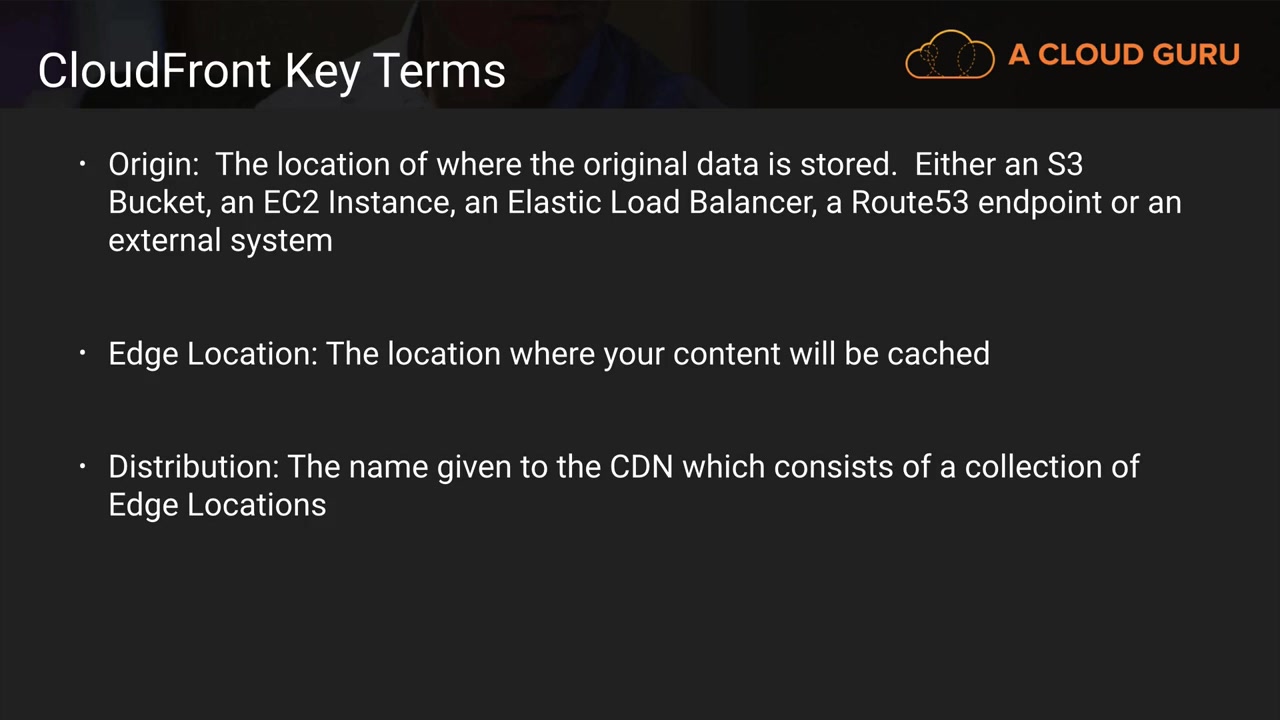 CloudFront Key Terms
A CLOUD GURU
• Origin:  The location of where the original data is stored.  Either an S3
Bucket, an EC2 Instance, an Elastic Load Balancer, a Route53 endpoint or an
external system
• Edge Location: The location where your content will be cached
• Distribution: The name given to the CDN which consists of a collection of
Edge Locations